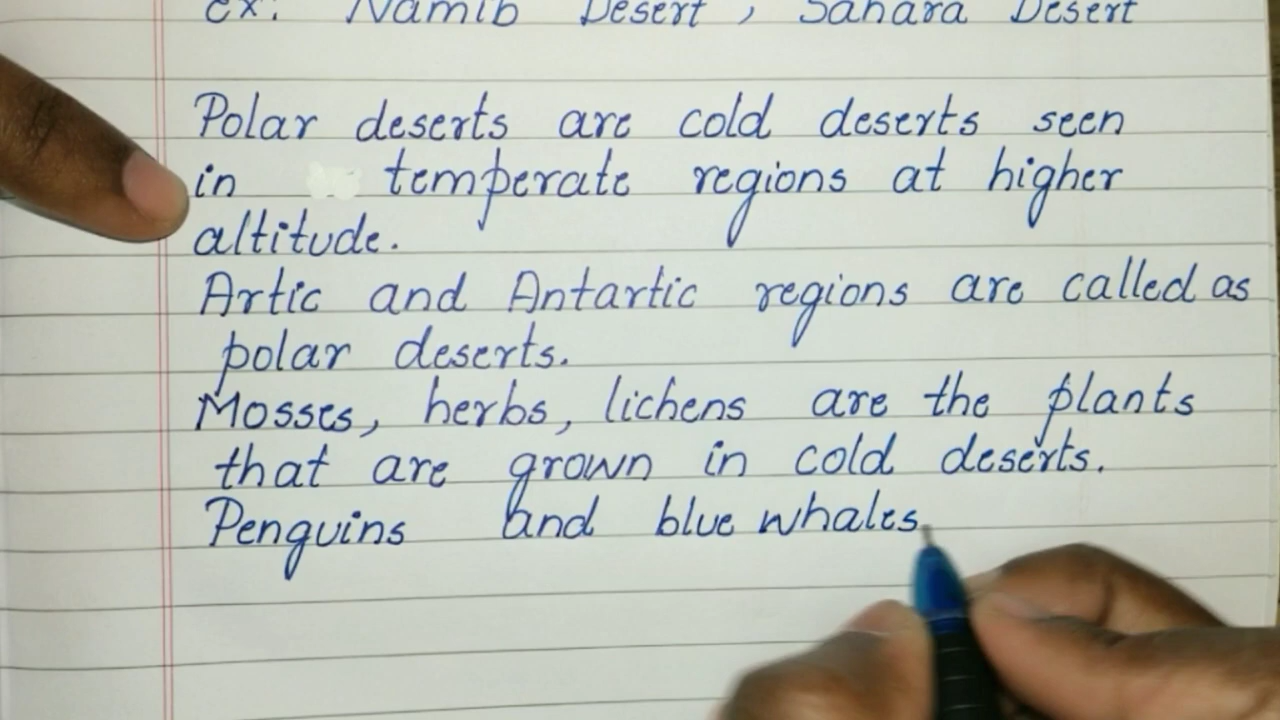 Ex: Namib Desert, Sahara Desert
Polar deserts are cold deserts seen
in temperate regions at higher
altitude.
Artic and Antartic regions are called as
polar deserts.
Mosses, herbs, lichens are the plants
that are grown in cold deserts.
Penguins and blue whales